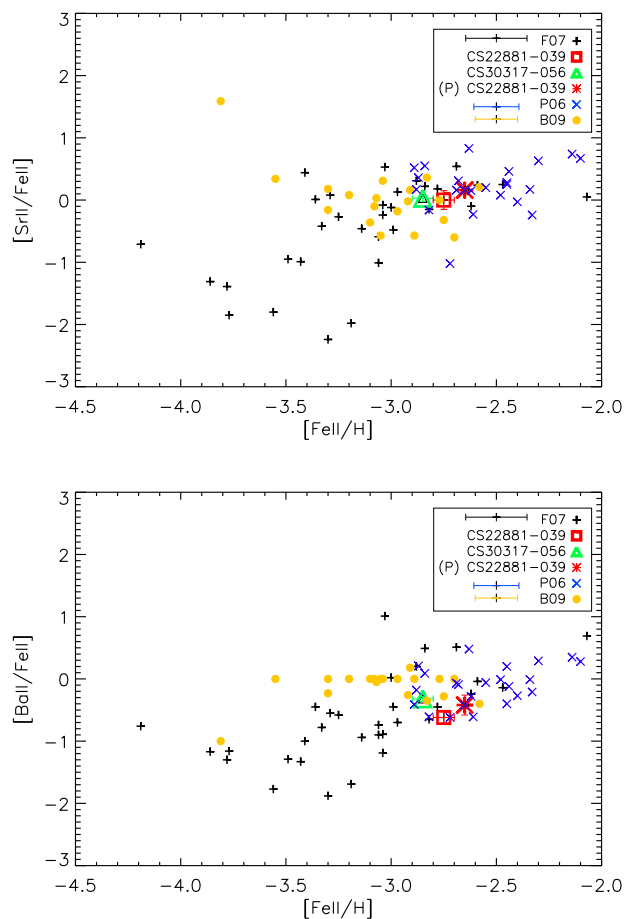 3
2
1
0
−1
−2
−3
[SrII/FeII]
F07
CS22881−039
CS30317−056
(P) CS22881−039
P06
B09
−4.5 −4.0 −3.5 −3.0 −2.5 −2.0
[FeII/H]
3
2
1
0
−1
−2
−3
[BaII/FeII]
F07
CS22881−039
CS30317−056
(P) CS22881−039
P06
B09
−4.5 −4.0 −3.5 −3.0 −2.5 −2.0
[FeII/H]